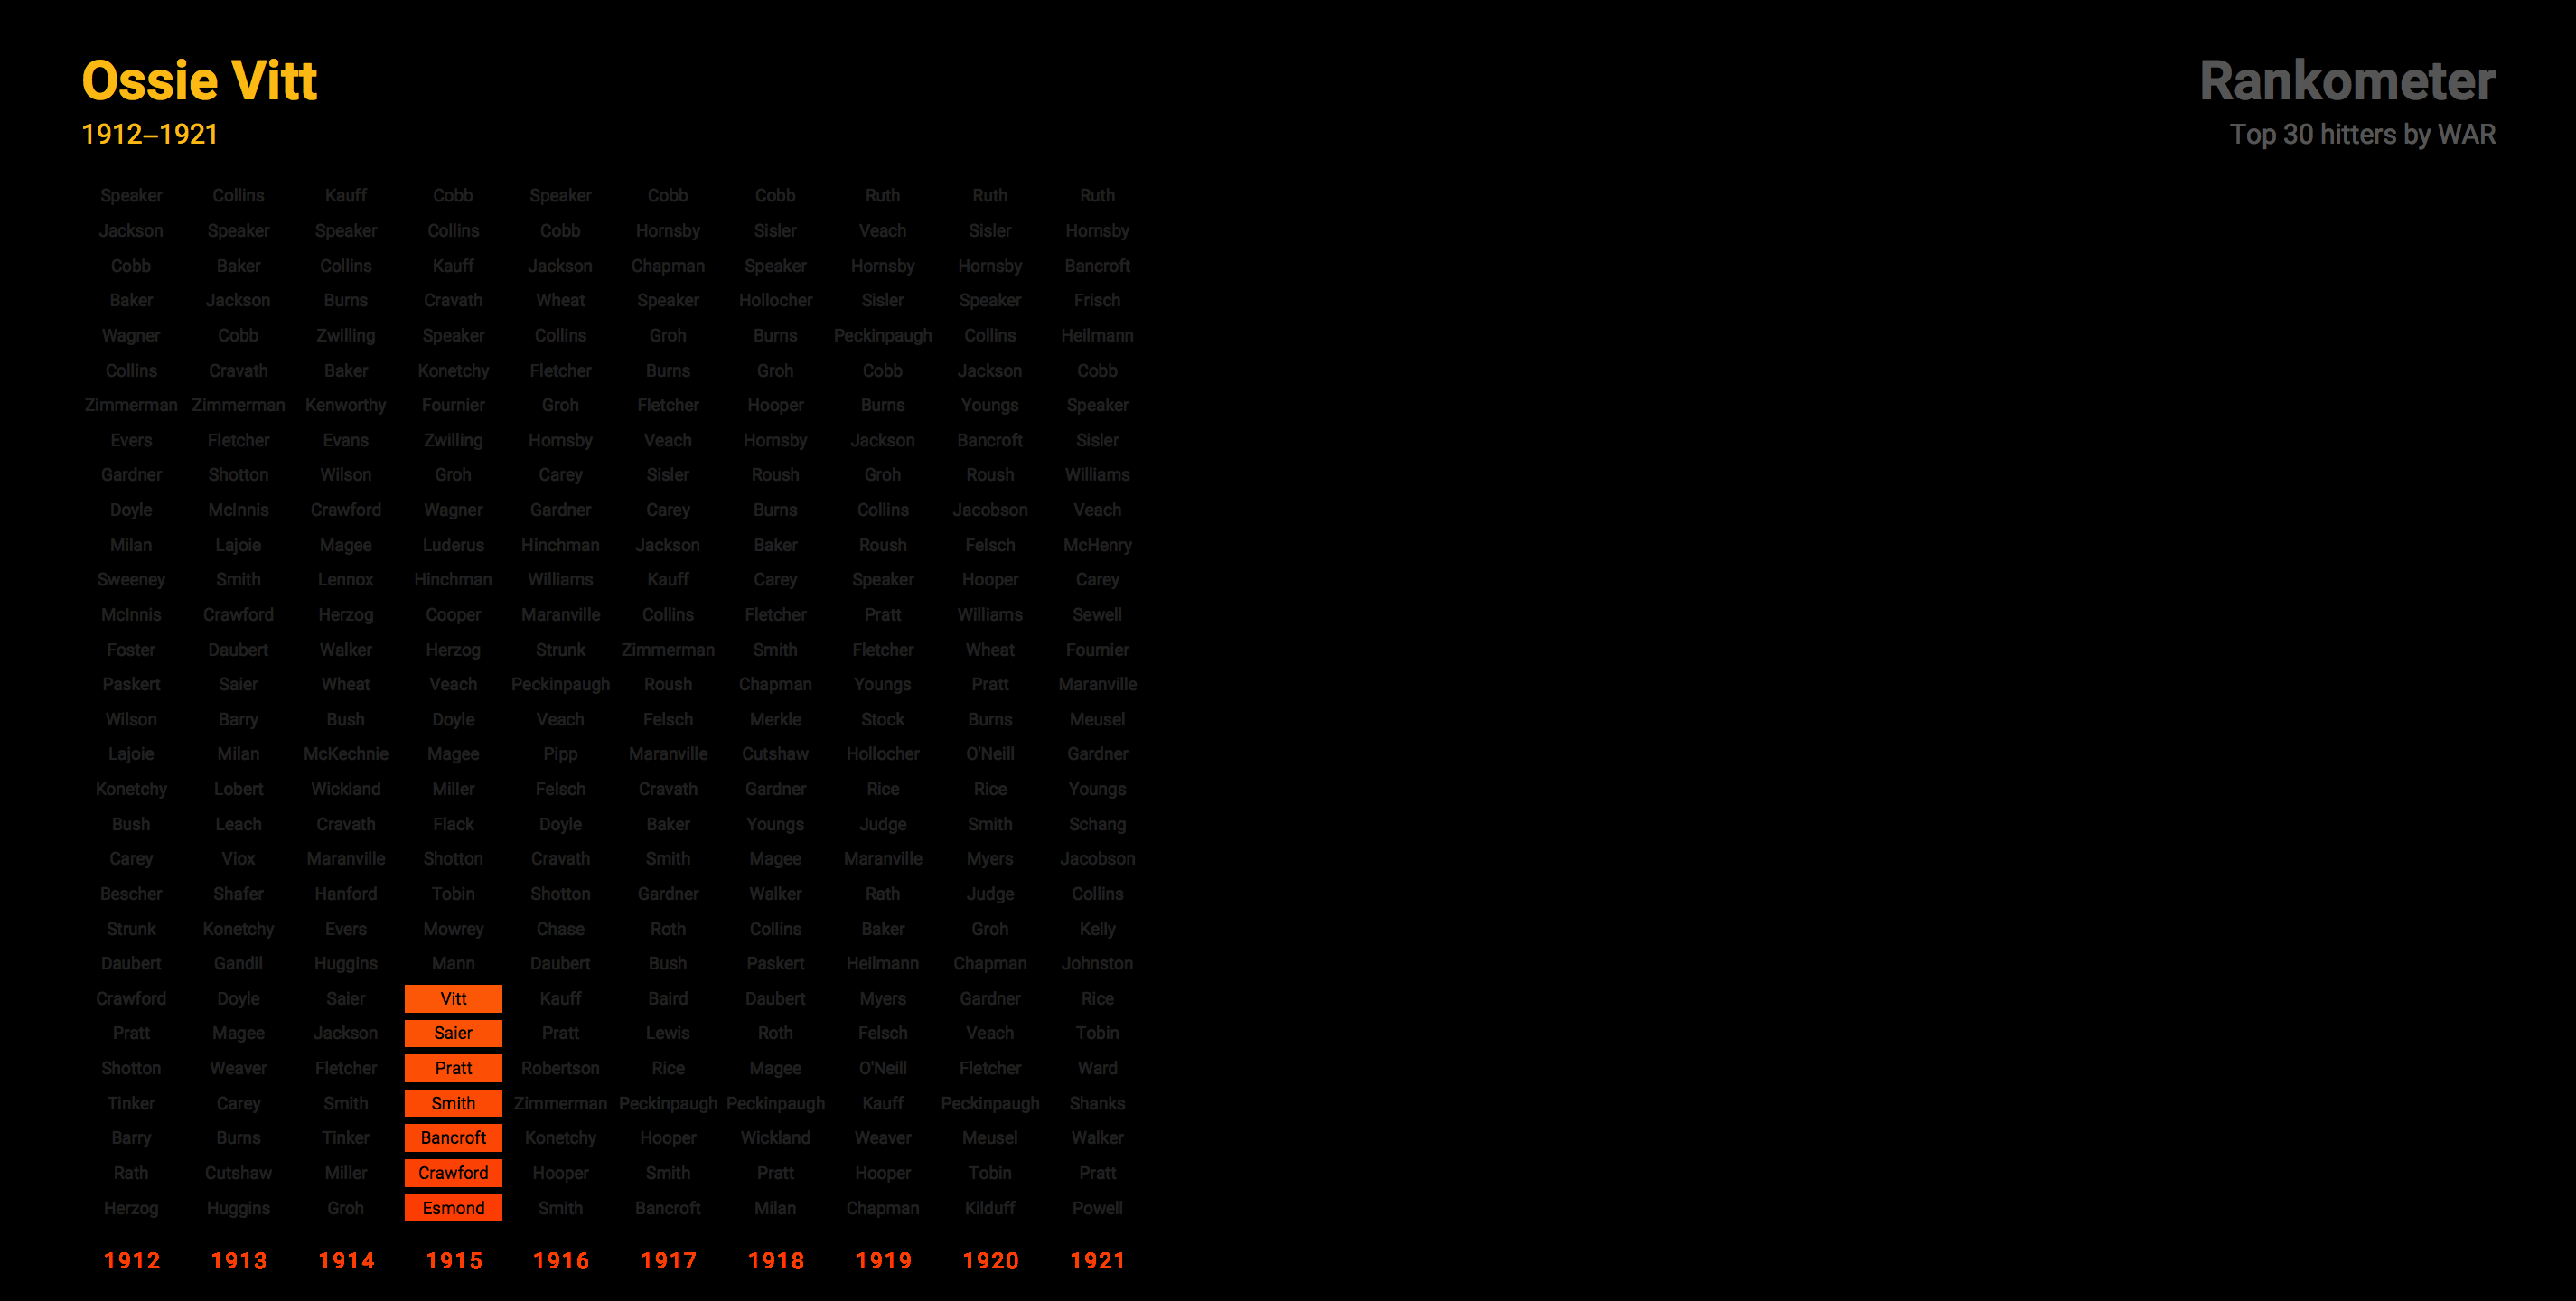 Ossie Vitt
1912–1921
Rankometer
Top 30 hitters by WAR
Speaker Collins Kauff Cobb Speaker Cobb Cobb Ruth Ruth Ruth
Jackson Speaker Speaker Collins Cobb Hornsby Sisler Veach Sisler Hornsby
Cobb Baker Collins Kauff Jackson Chapman Speaker Hornsby Hornsby Bancroft
Baker Jackson Burns Cravath Wheat Speaker Hollocher Sisler Speaker Frisch
Wagner Cobb Zwilling Speaker Collins Groh Burns Peckinpaugh Collins Heilmann
Collins Cravath Baker Konetchy Fletcher Burns Groh Cobb Jackson Cobb
Zimmerman Zimmerman Kenworthy Fournier Groh Fletcher Hooper Burns Youngs Speaker
Evers Fletcher Evans Zwilling Hornsby Veach Hornsby Jackson Bancroft Sisler
Gardner Shotton Wilson Groh Carey Sisler Roush Groh Roush Williams
Doyle McInnis Crawford Wagner Gardner Carey Burns Collins Jacobson Veach
Milan Lajoie Magee Luderus Hinchman Jackson Baker Roush Felsch McHenry
Sweeney Smith Lennox Hinchman Williams Kauff Carey Speaker Hooper Carey
McInnis Crawford Herzog Cooper Maranville Collins Fletcher Pratt Williams Sewell
Foster Daubert Walker Herzog Strunk Zimmerman Smith Fletcher Wheat Fournier
Paskert Saier Wheat Veach Peckinpaugh Roush Chapman Youngs Pratt Maranville
Wilson Barry Bush Doyle Veach Felsch Merkle Stock Burns Meusel
Lajoie Milan McKechnie Magee Pipp Maranville Cutshaw Hollocher O'Neill Gardner
Konetchy Lobert Wickland Miller Felsch Cravath Gardner Rice Rice Youngs
Bush Leach Cravath Flack Doyle Baker Youngs Judge Smith Schang
Carey Viox Maranville Shotton Cravath Smith Magee Maranville Myers Jacobson
Bescher Shafer Hanford Tobin Shotton Gardner Walker Rath Judge Collins
Strunk Konetchy Evers Mowrey Chase Roth Collins Baker Groh Kelly
Daubert Gandil Huggins Mann Daubert Bush Paskert Heilmann Chapman Johnston
Crawford Doyle Saier Vitt Kauff Baird Daubert Myers Gardner Rice
Pratt Magee Jackson Saier Pratt Lewis Roth Felsch Veach Tobin
Shotton Weaver Fletcher Pratt Robertson Rice Magee O'Neill Fletcher Ward
Tinker Carey Smith Smith Zimmerman Peckinpaugh Peckinpaugh Kauff Peckinpaugh Shanks
Barry Burns Tinker Bancroft Konetchy Hooper Wickland Weaver Meusel Walker
Rath Cutshaw Miller Crawford Hooper Smith Pratt Hooper Tobin Pratt
Herzog Huggins Groh Esmond Smith Bancroft Milan Chapman Kilduff Powell
1912 1913 1914 1915 1916 1917 1918 1919 1920 1921